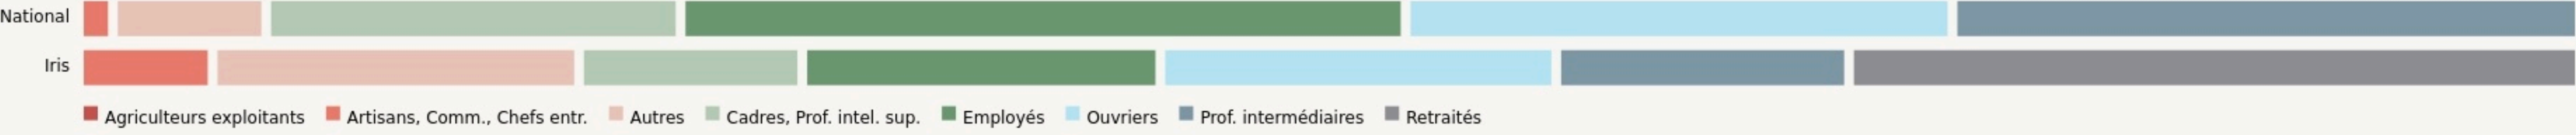 National
Iris
Agriculteurs exploitants Artisans, Comm., Chefs entr. Autres Cadres, Prof. intel. sup. Employés Ouvriers Prof. intermédiaires Retraités